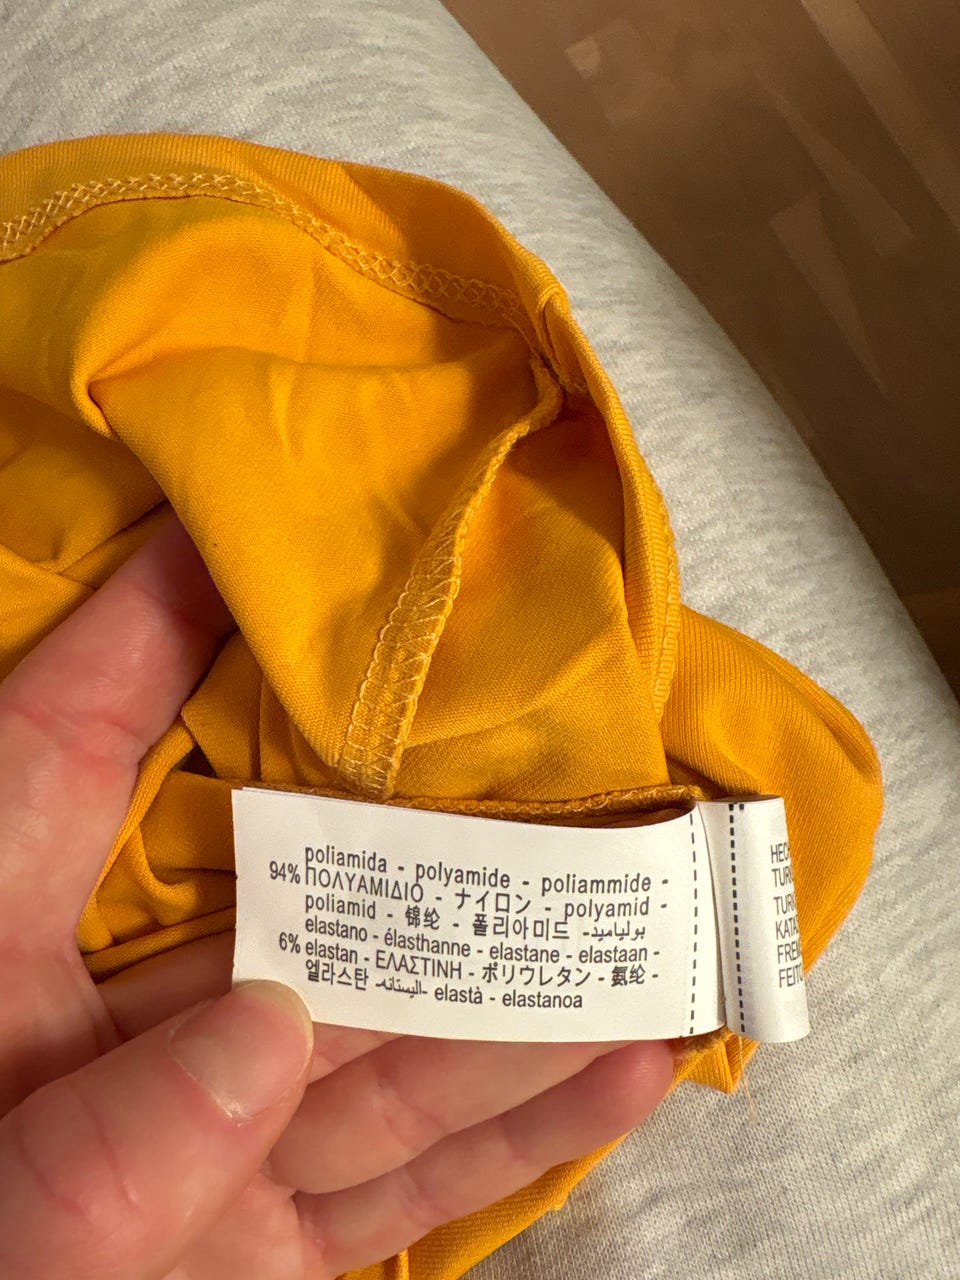 poliamida - polyamide - poliammide -
94% ΠΟΛΥΑΜΙΔΙΟ - ナイロン - polyamid -
poliamid - 锦纶 - 폴리아미드 -بولياميد
elastano - élasthanne - elastane - elastaan -
6% elastan - ΕΛΑΣΤΙΝΗ - ポリウレタン - 氨纶 -
엘라스탄 -اليستانه- elastà - elastanoa